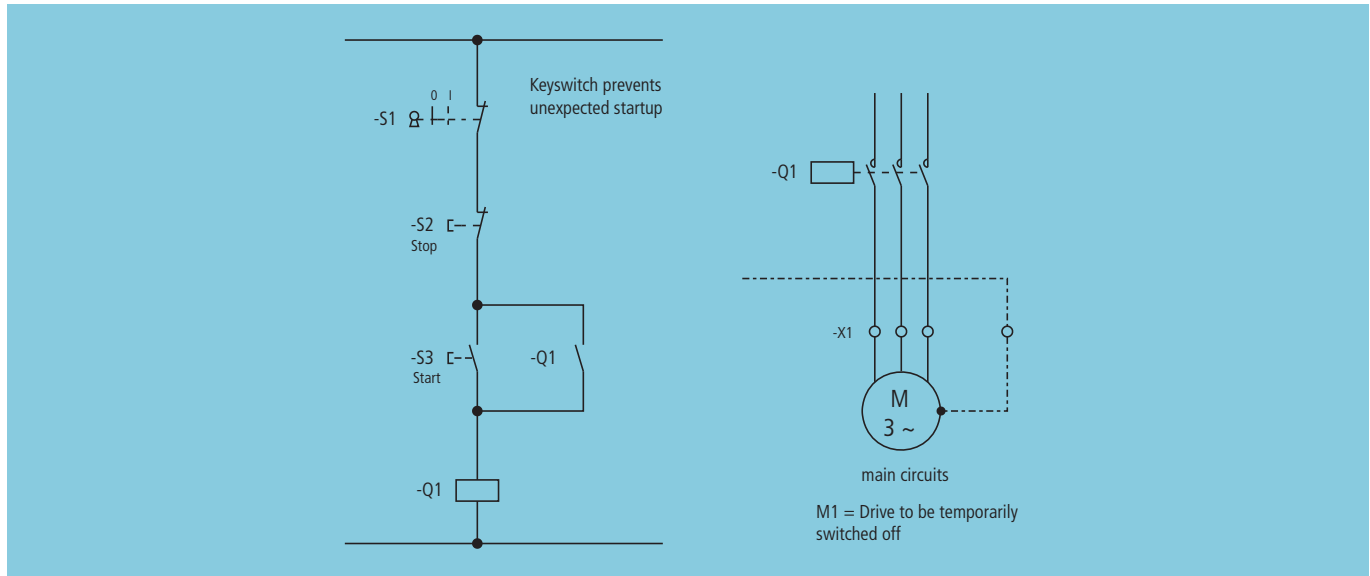 Keyswitch prevents
unexpected startup
0 I
-S1
-S2
Stop
-S3
Start
-Q1
-Q1
-Q1
-X1
M
3 ~
main circuits
M1 = Drive to be temporarily
switched off